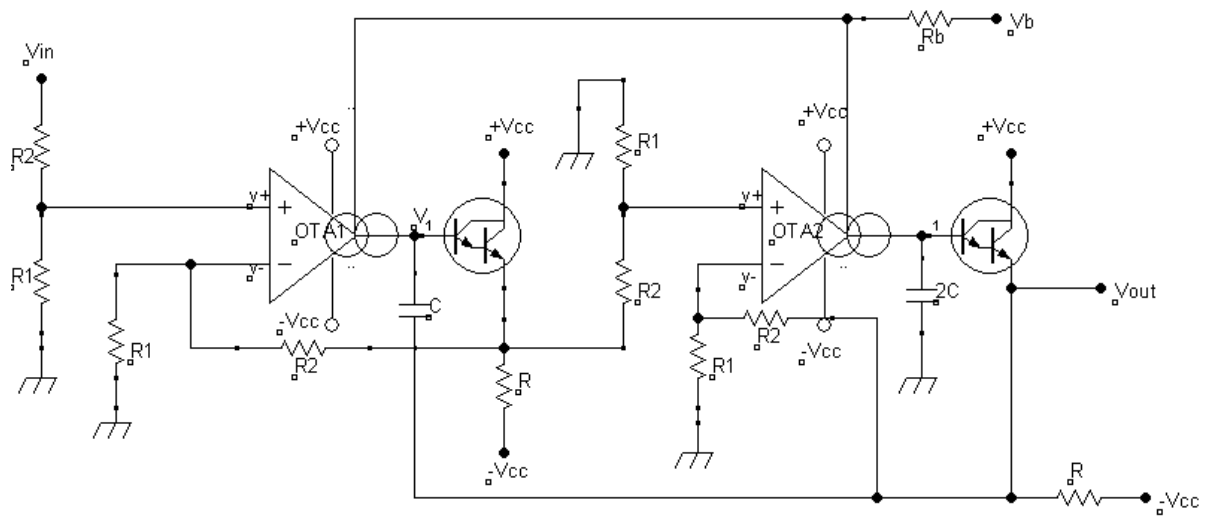 Vb
Rb
Vin
+Vcc
+Vcc
+Vcc
+Vcc
R2
R1
v+
+
OTA1
V1
v+
+
OTA2
1
R1
v-
−
C
R2
v-
−
2C
Vout
-Vcc
R1
R2
R2
-Vcc
R
R1
-Vcc
R
-Vcc